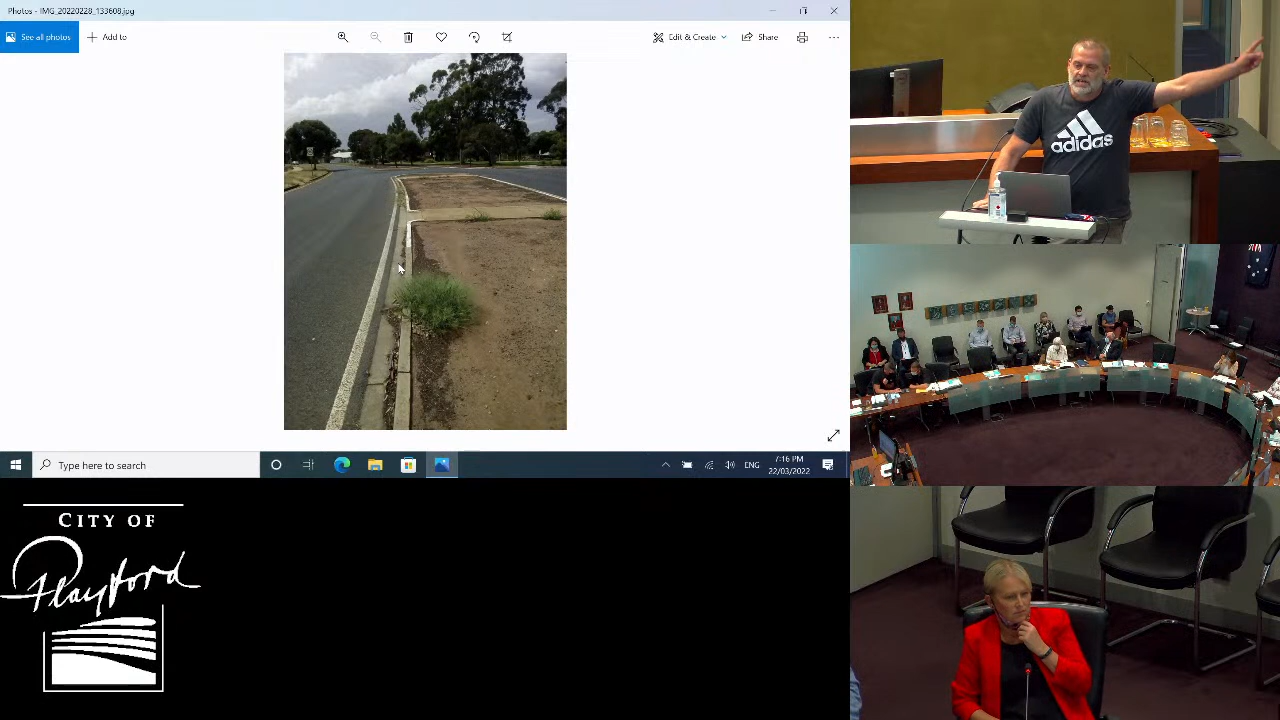 Photos - IMG_20220228_133608.jpg
See all photos
Add to
Edit & Create
Share
Type here to search
ENG
7:16 PM
22/03/2022
CITY OF
Playford
adidas